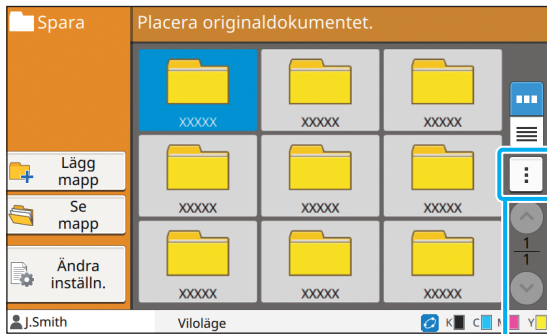 Spara
Placera originaldokumentet.
xxxxx xxxxx xxxxx
Lägg
mapp
xxxxx xxxxx xxxxx
Se
mapp
1
1
Ändra
inställn.
xxxxx xxxxx xxxxx
J.Smith
Viloläge
K C M Y